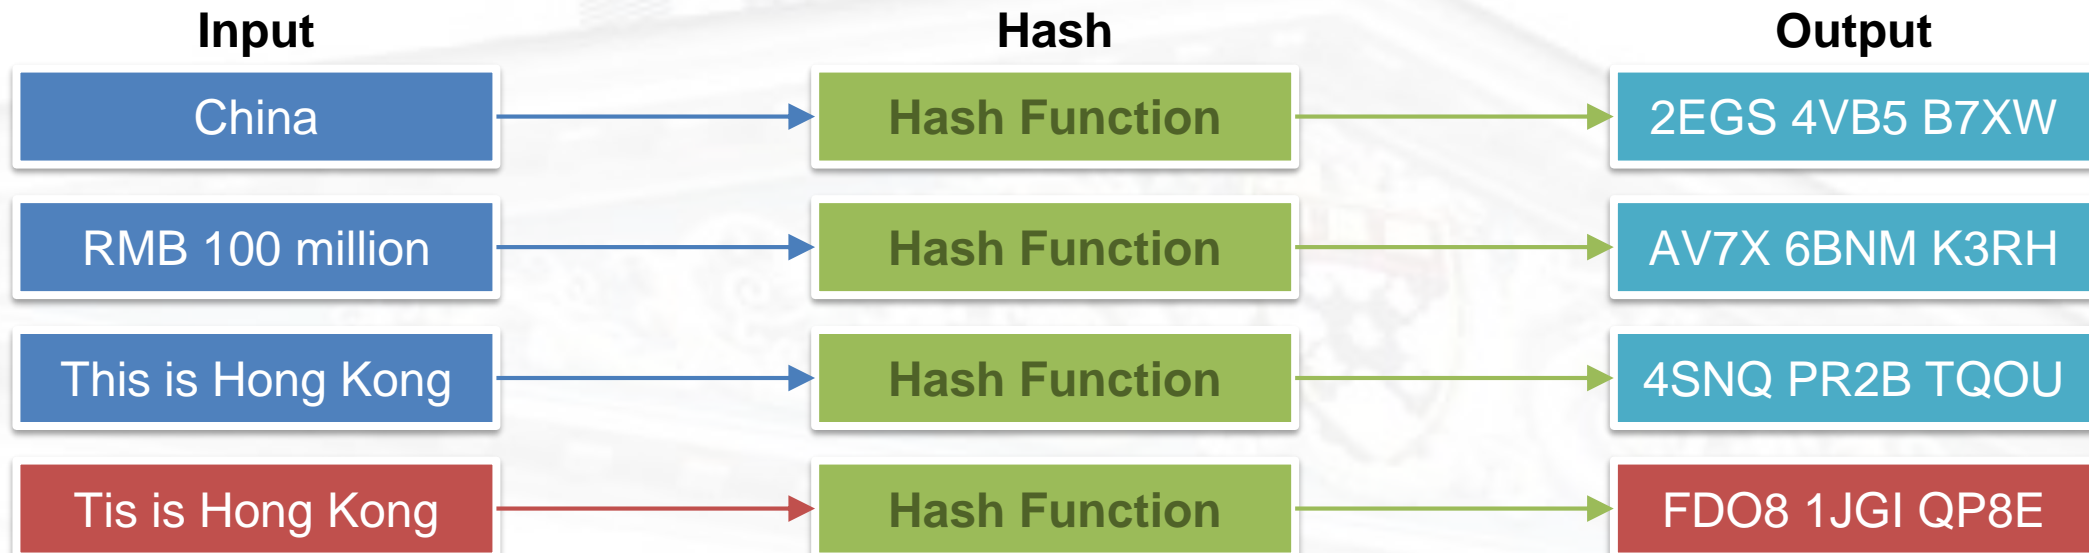 Input Hash Output
China Hash Function 2EGS 4VB5 B7XW
RMB 100 million Hash Function AV7X 6BNM K3RH
This is Hong Kong Hash Function 4SNQ PR2B TQOU
Tis is Hong Kong Hash Function FDO8 1JGI QP8E